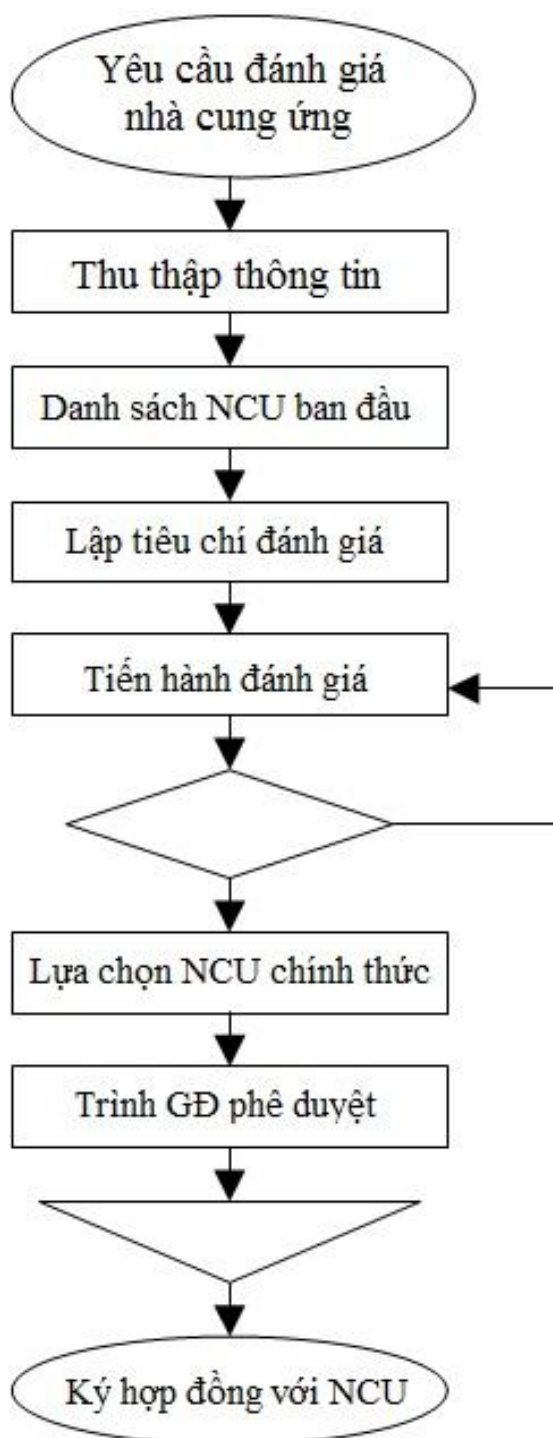 Yêu cầu đánh giá
nhà cung ứng
Thu thập thông tin
Danh sách NCU ban đầu
Lập tiêu chí đánh giá
Tiến hành đánh giá
Lựa chọn NCU chính thức
Trình GĐ phê duyệt
Ký hợp đồng với NCU